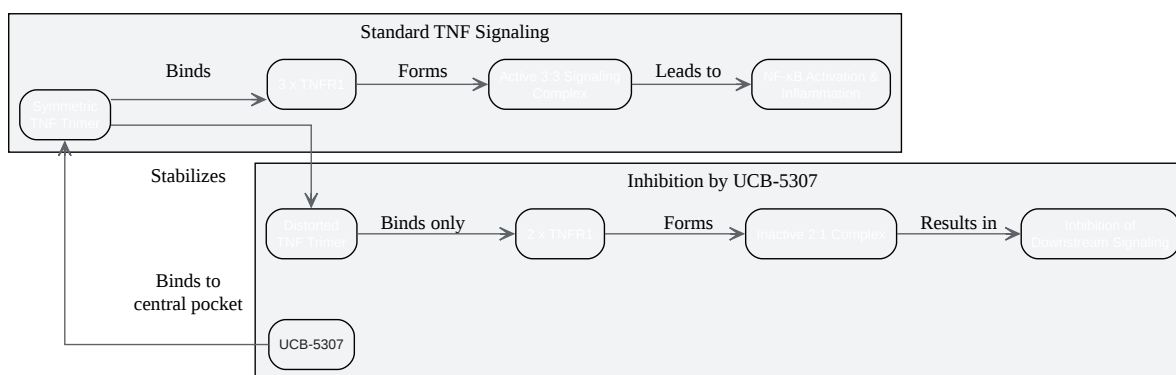 Standard TNF Signaling
Binds
3 x TNFR1
Forms
Active 3:3 Signaling
Complex
Leads to
NF-κB Activation &
Inflammation
Symmetric
TNF Trimer
Stabilizes
Inhibition by UCB-5307
Distorted
TNF Trimer
Binds only
2 x TNFR1
Forms
Inactive 2:1 Complex
Results in
Inhibition of
Downstream Signaling
Binds to
central pocket
UCB-5307